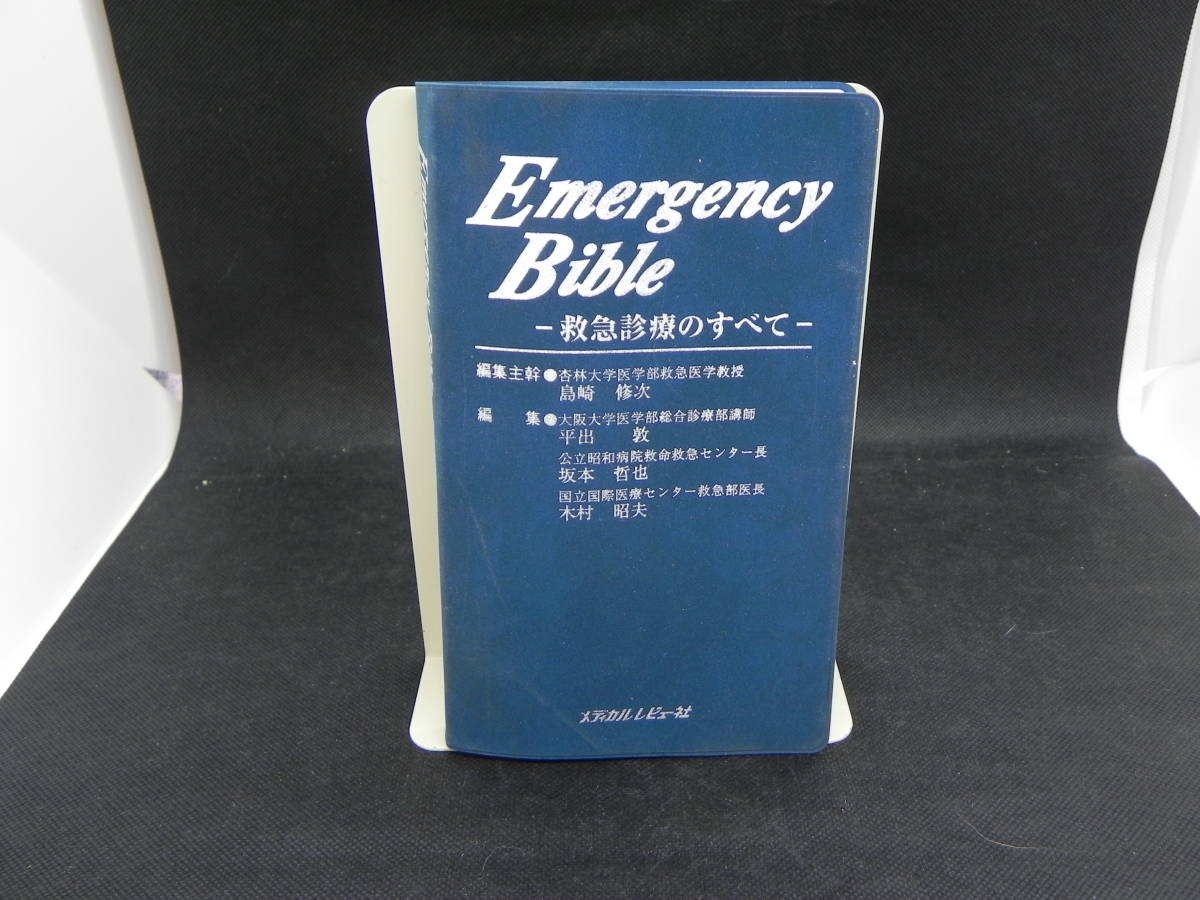 Emergency
Bible
－救急診療のすべて－
編集主幹●杏林大学医学部救急医学教授
島崎　修次
編　集●大阪大学医学部総合診療部講師
平出　敦
公立昭和病院救命救急センター長
坂本　哲也
国立国際医療センター救急部医長
木村　昭夫
メディカルレビュー社